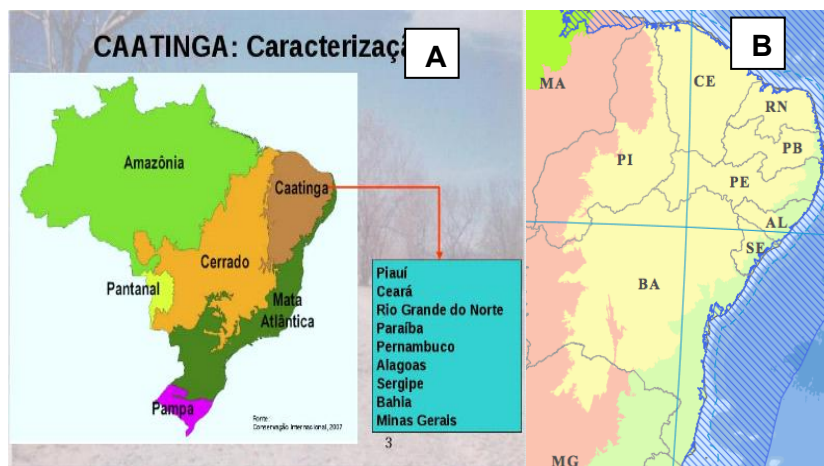 CAATINGA: Caracterizaçã
A
Amazônia
Caatinga
Cerrado
Pantanal
Mata
Atlântica
Pampa
Fonte:
Conservação Internacional, 2007
Piauí
Ceará
Rio Grande do Norte
Paraíba
Pernambuco
Alagoas
Sergipe
Bahia
Minas Gerais
3
B
MA
CE
RN
PB
PI
PE
AL
SE
BA
MG